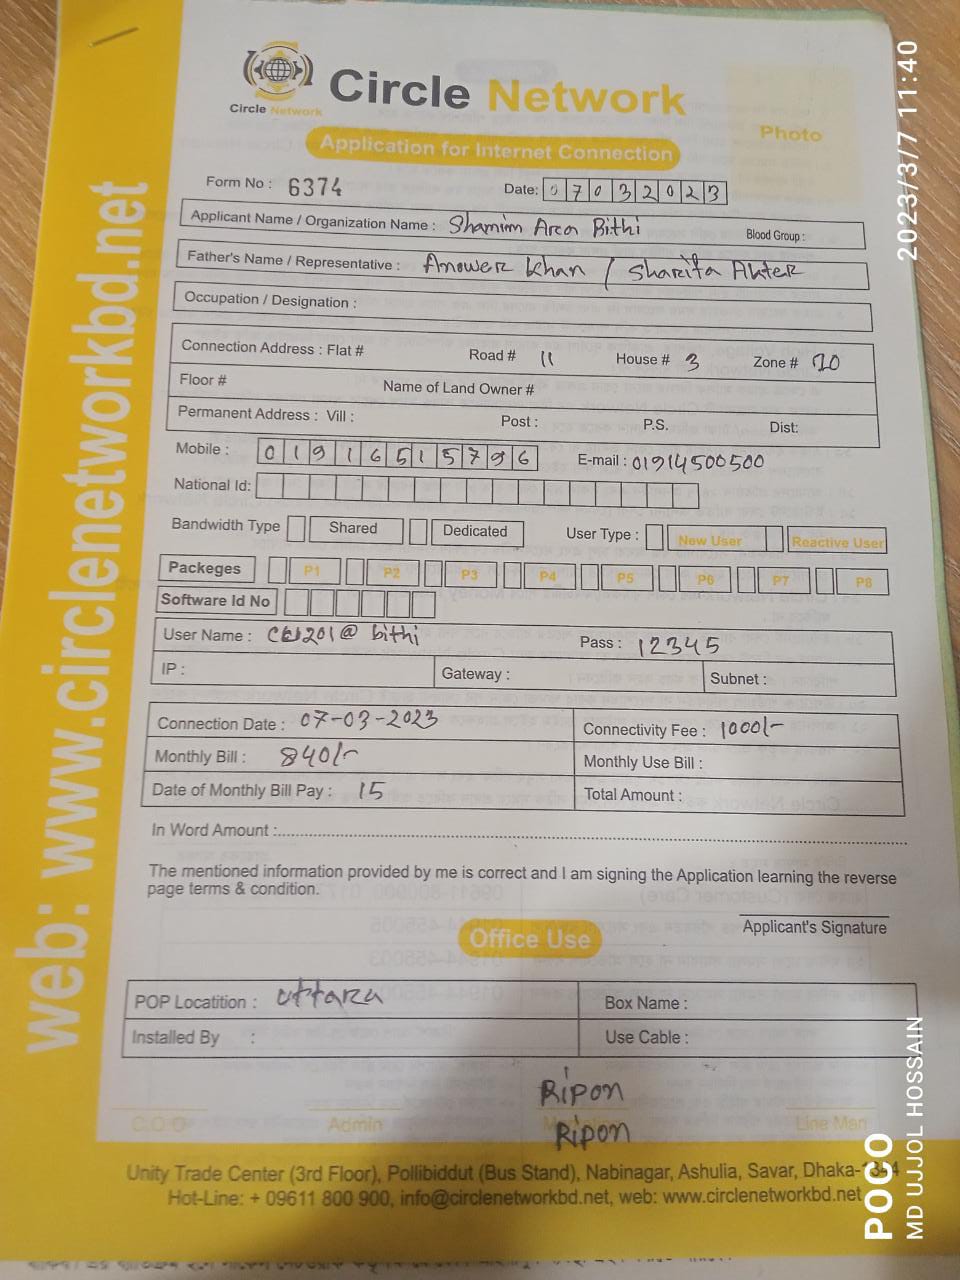 Circle Network
Circle Network
Photo
Application for Internet Connection
Form No : 6374
Date: 07032023
Applicant Name / Organization Name : Shamim Ara Bithi
Blood Group :
Father's Name / Representative : Anower Khan / Sharifa Akter
Occupation / Designation :
Connection Address : Flat # Road # 11 House # 3 Zone # 10
Floor # Name of Land Owner #
Permanent Address : Vill : Post : P.S. Dist:
Mobile : 01916515796 E-mail : 01914500500
National Id:
Bandwidth Type Shared Dedicated User Type : New User Reactive User
Packeges P1 P2 P3 P4 P5 P6 P7 P8
Software Id No
User Name : @ bithi Pass : 12345
IP : Gateway : Subnet :
Connection Date : 07-03-2023 Connectivity Fee : 1000/-
Monthly Bill : 840/- Monthly Use Bill :
Date of Monthly Bill Pay : 15 Total Amount :
In Word Amount :
The mentioned information provided by me is correct and I am signing the Application learning the reverse
page terms & condition.
Applicant's Signature
Office Use
POP Locatition : Uttara Box Name :
Installed By : Use Cable :
Ripon
C.O.O Admin Ripon Line Man
Unity Trade Center (3rd Floor), Pollibiddut (Bus Stand), Nabinagar, Ashulia, Savar, Dhaka-
Hot-Line: + 09611 800 900, info@circlenetworkbd.net, web: www.circlenetworkbd.net
web: www.circlenetworkbd.net
2023/3/7 11:40
POCO
MD UJJOL HOSSAIN